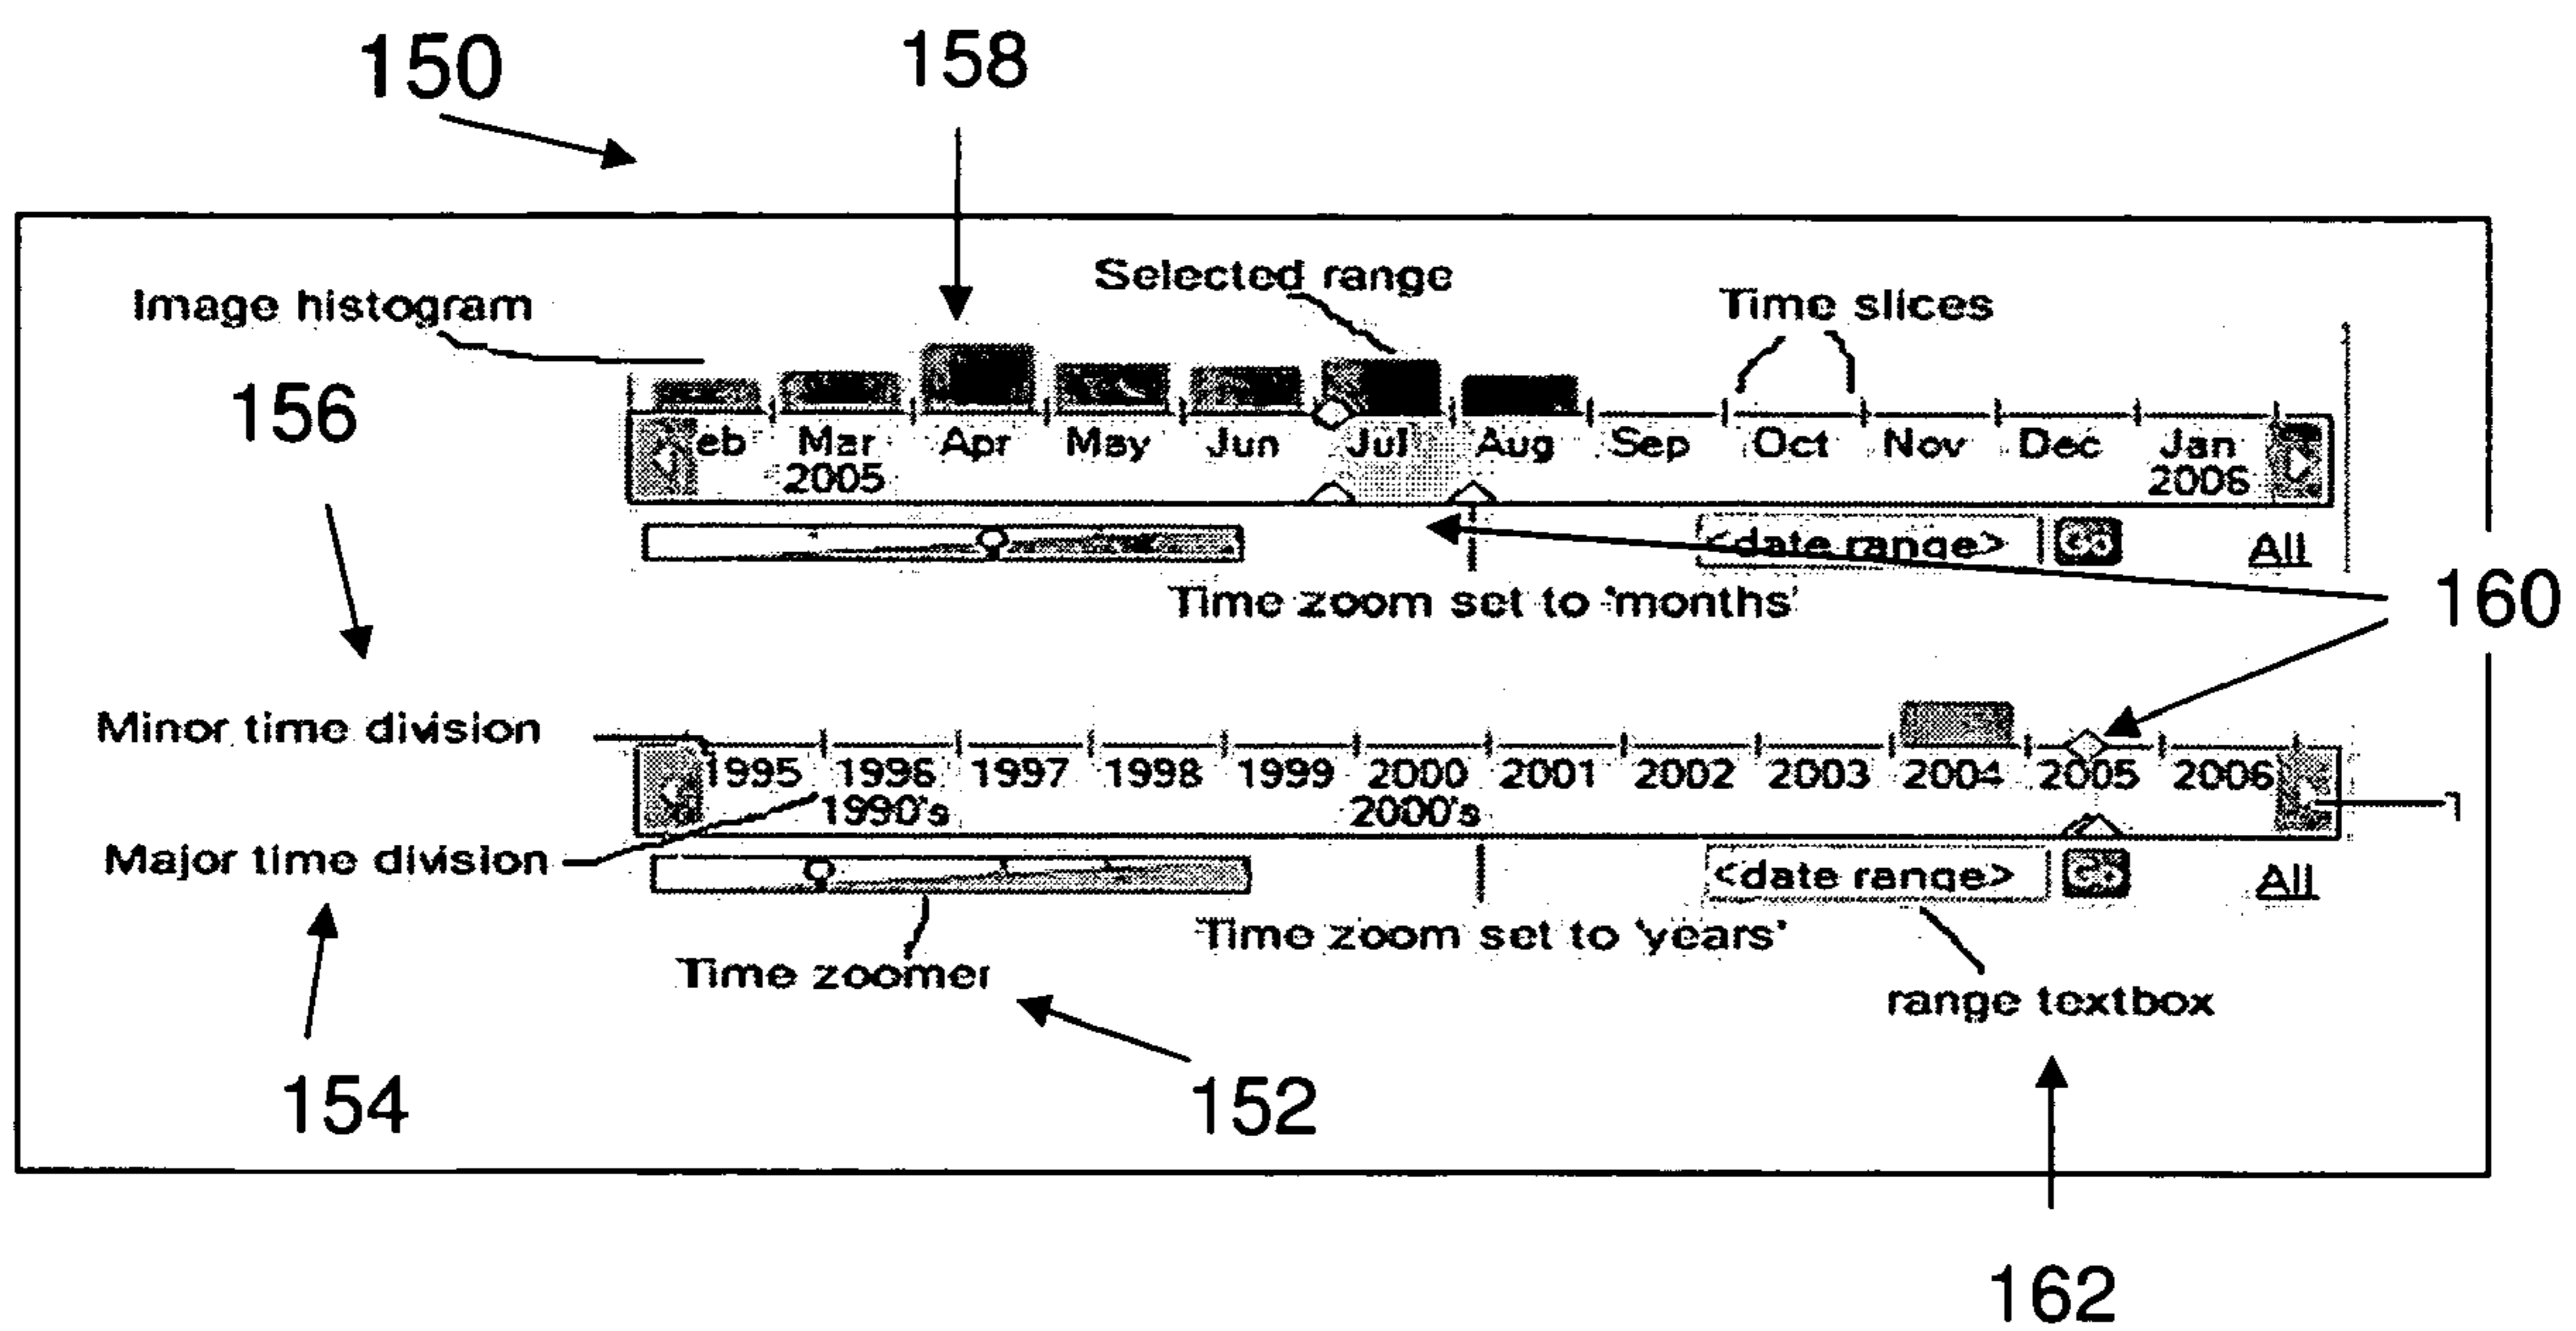 150
158
Image histogram
Selected range
Time slices
156
eb Mar Apr May Jun Jul Aug Sep Oct Nov Dec Jan
2005 2006
<date range> All
Time zoom set to 'months'
160
Minor time division
1995 1996 1997 1998 1999 2000 2001 2002 2003 2004 2005 2006
1990's 2000's
Major time division
<date range> All
Time zoom set to 'years'
Time zoomer
range textbox
154
152
162